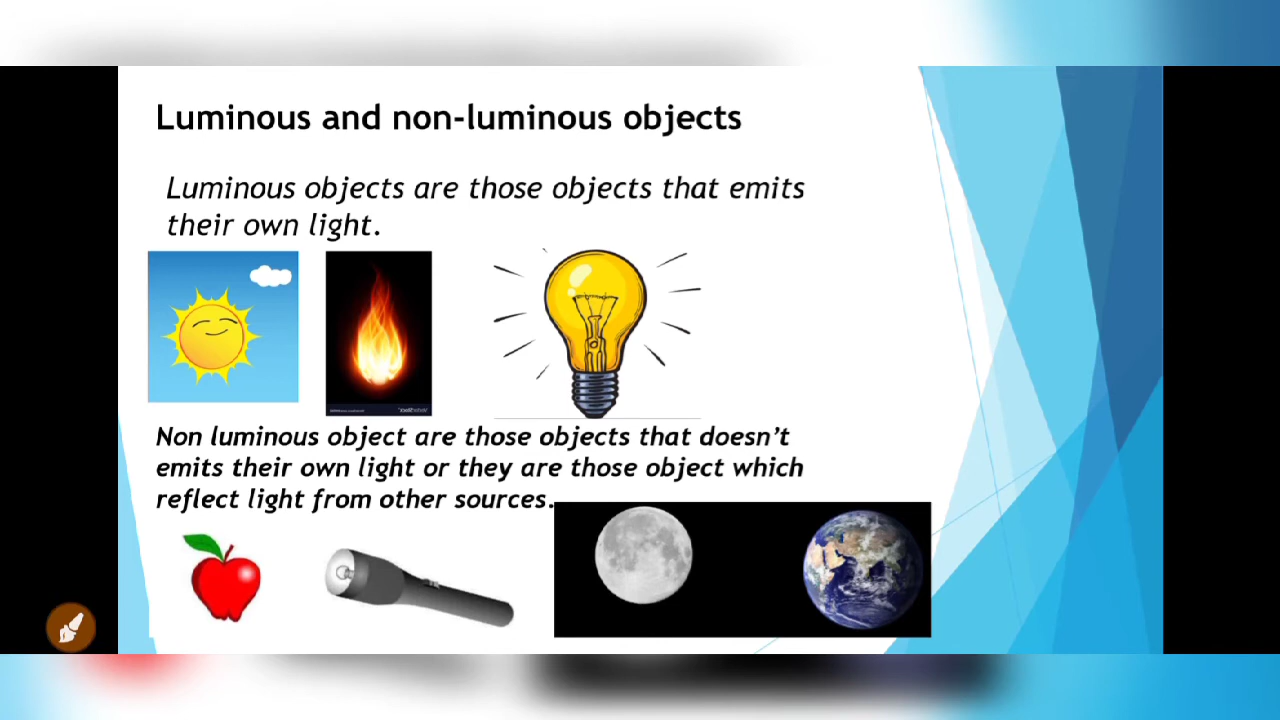 Luminous and non-luminous objects
Luminous objects are those objects that emits
their own light.
Non luminous object are those objects that doesn’t
emits their own light or they are those object which
reflect light from other sources.